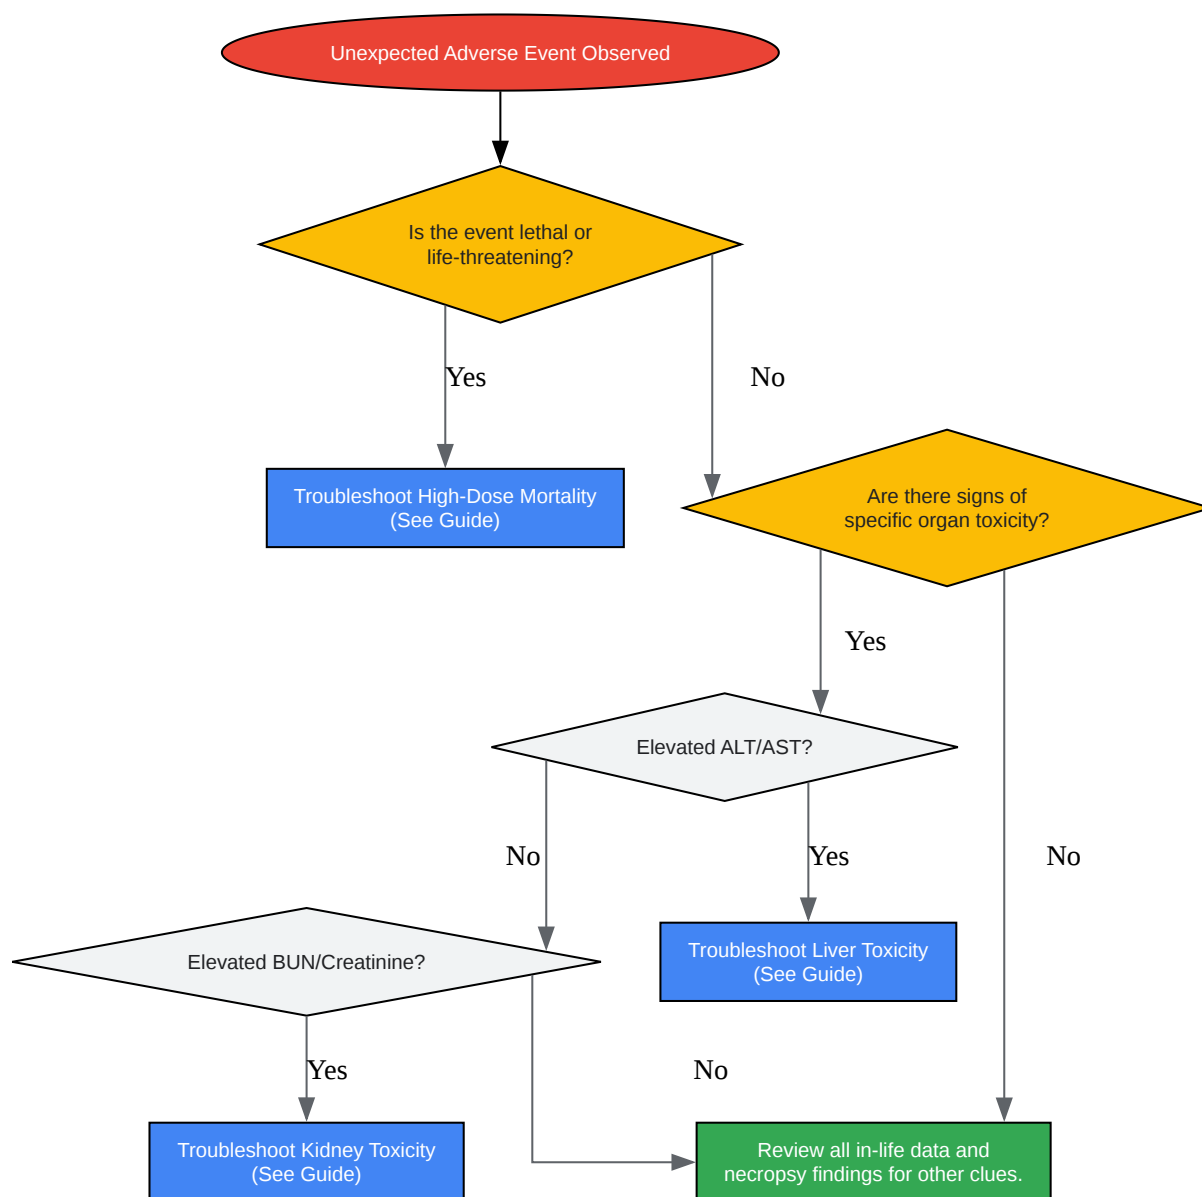 Unexpected Adverse Event Observed
Is the event lethal or
life-threatening?
Yes
No
Troubleshoot High-Dose Mortality
(See Guide)
Are there signs of
specific organ toxicity?
Yes
Elevated ALT/AST?
No
Yes
No
Troubleshoot Liver Toxicity
(See Guide)
Elevated BUN/Creatinine?
Yes
No
Troubleshoot Kidney Toxicity
(See Guide)
Review all in-life data and
necropsy findings for other clues.